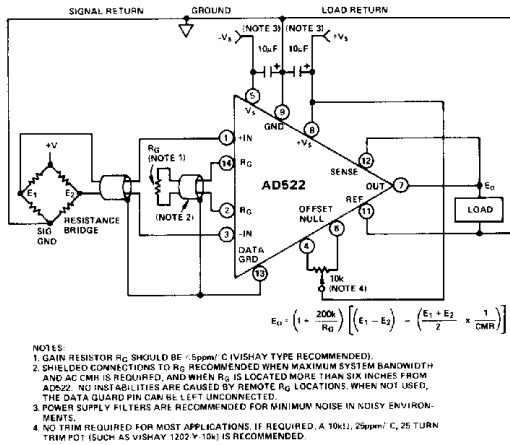 SIGNAL RETURN GROUND LOAD RETURN
(NOTE 3) (NOTE 3)
-Vs +Vs
10µF 10µF
5 9 8
Vs GND +Vs
+V
E1 E2
SIG GND
RESISTANCE BRIDGE
RG
(NOTE 1)
(NOTE 2)
1 +IN
14 RG
2 RG
3 -IN
DATA GRD
13
AD522
SENSE 12
OUT 7 E0
REF 11
LOAD
OFFSET NULL
4 6
10k
(NOTE 4)
E0 = (1 + 200k / RG) [(E1 - E2) - (E1 + E2 / 2 x 1 / CMR)]
NOTES:
1. GAIN RESISTOR RG SHOULD BE <5ppm/°C (VISHAY TYPE RECOMMENDED).
2. SHIELDED CONNECTIONS TO RG RECOMMENDED WHEN MAXIMUM SYSTEM BANDWIDTH
AND AC CMR IS REQUIRED, AND WHEN RG IS LOCATED MORE THAN SIX INCHES FROM
AD522. NO INSTABILITIES ARE CAUSED BY REMOTE RG LOCATIONS. WHEN NOT USED,
THE DATA GUARD PIN CAN BE LEFT UNCONNECTED.
3. POWER SUPPLY FILTERS ARE RECOMMENDED FOR MINIMUM NOISE IN NOISY ENVIRON-
MENTS.
4. NO TRIM REQUIRED FOR MOST APPLICATIONS. IF REQUIRED, A 10kΩ, 25ppm/°C, 25 TURN
TRIM POT (SUCH AS VISHAY 1202-Y-10k) IS RECOMMENDED.